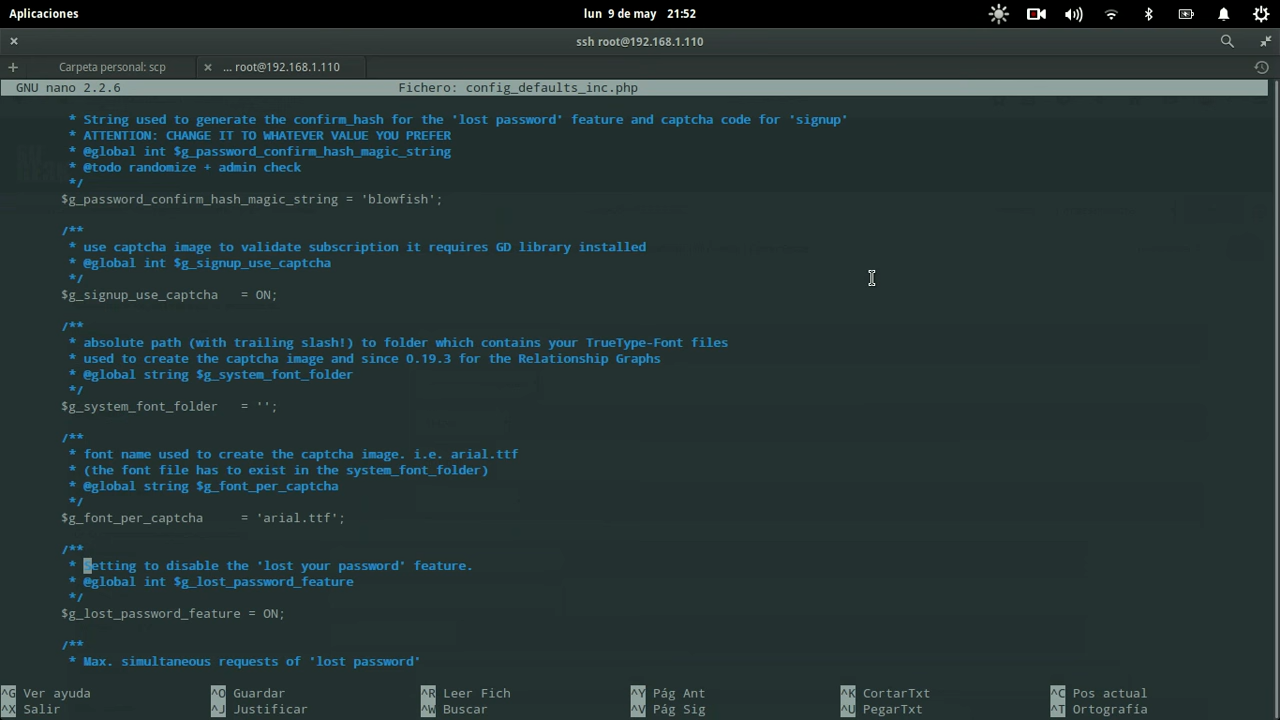 Aplicaciones lun 9 de may 21:52
ssh root@192.168.1.110
Carpeta personal: scp ... root@192.168.1.110
GNU nano 2.2.6 Fichero: config_defaults_inc.php
* String used to generate the confirm_hash for the 'lost password' feature and captcha code for 'signup'
* ATTENTION: CHANGE IT TO WHATEVER VALUE YOU PREFER
* @global int $g_password_confirm_hash_magic_string
* @todo randomize + admin check
*/
$g_password_confirm_hash_magic_string = 'blowfish';
/**
* use captcha image to validate subscription it requires GD library installed
* @global int $g_signup_use_captcha
*/
$g_signup_use_captcha = ON;
/**
* absolute path (with trailing slash!) to folder which contains your TrueType-Font files
* used to create the captcha image and since 0.19.3 for the Relationship Graphs
* @global string $g_system_font_folder
*/
$g_system_font_folder = '';
/**
* font name used to create the captcha image. i.e. arial.ttf
* (the font file has to exist in the system_font_folder)
* @global string $g_font_per_captcha
*/
$g_font_per_captcha = 'arial.ttf';
/**
* Setting to disable the 'lost your password' feature.
* @global int $g_lost_password_feature
*/
$g_lost_password_feature = ON;
/**
* Max. simultaneous requests of 'lost password'
^G Ver ayuda ^O Guardar ^R Leer Fich ^Y Pág Ant ^K CortarTxt ^C Pos actual
^X Salir ^J Justificar ^W Buscar ^V Pág Sig ^U PegarTxt ^T Ortografía